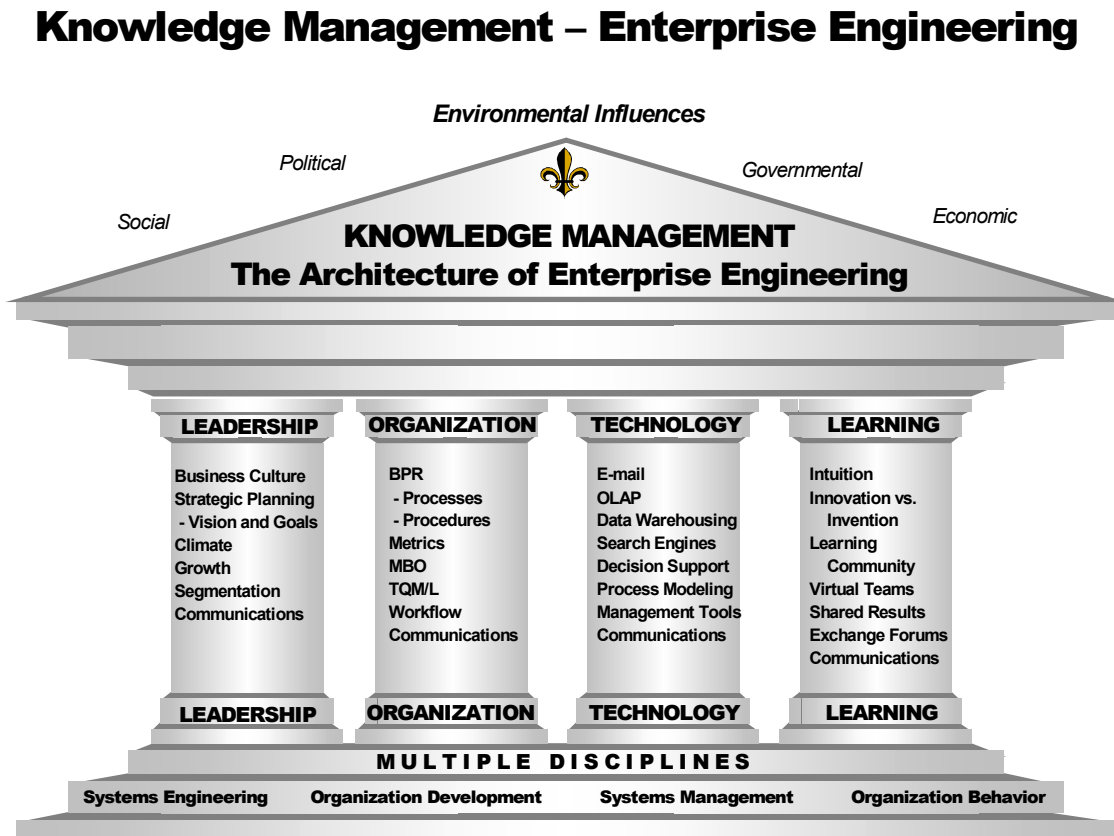 Knowledge Management – Enterprise Engineering
Environmental Influences
Political
Governmental
Social
Economic
KNOWLEDGE MANAGEMENT
The Architecture of Enterprise Engineering
LEADERSHIP
Business Culture
Strategic Planning
- Vision and Goals
Climate
Growth
Segmentation
Communications
LEADERSHIP
ORGANIZATION
BPR
- Processes
- Procedures
Metrics
MBO
TQM/L
Workflow
Communications
ORGANIZATION
TECHNOLOGY
E-mail
OLAP
Data Warehousing
Search Engines
Decision Support
Process Modeling
Management Tools
Communications
TECHNOLOGY
LEARNING
Intuition
Innovation vs.
Invention
Learning
Community
Virtual Teams
Shared Results
Exchange Forums
Communications
LEARNING
MULTIPLE DISCIPLINES
Systems Engineering Organization Development Systems Management Organization Behavior